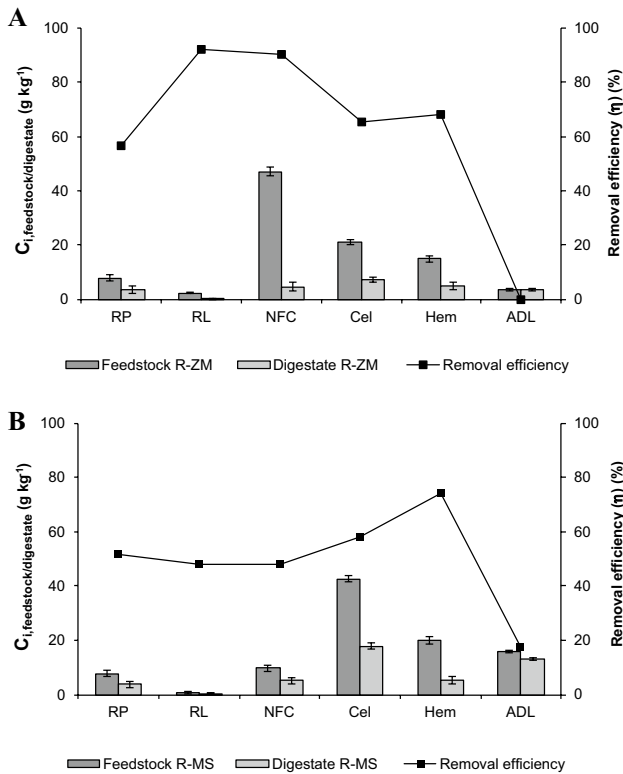 A
100
80
60
40
20
0
C i,feedstock/digestate (g kg-1)
100
80
60
40
20
0
Removal efficiency (η) (%)
RP RL NFC Cel Hem ADL
Feedstock R-ZM Digestate R-ZM Removal efficiency
B
100
80
60
40
20
0
C i,feedstock/digestate (g kg-1)
100
80
60
40
20
0
Removal efficiency (η) (%)
RP RL NFC Cel Hem ADL
Feedstock R-MS Digestate R-MS Removal efficiency